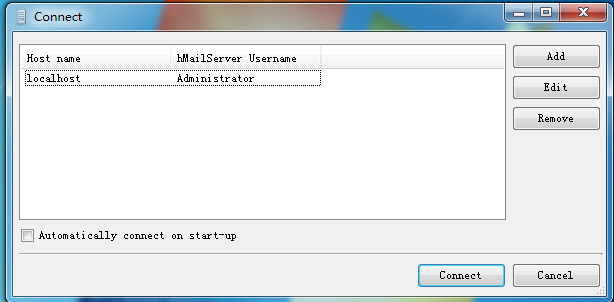 Connect
Host name hMailServer Username
localhost Administrator
Add
Edit
Remove
Automatically connect on start-up
Connect Cancel